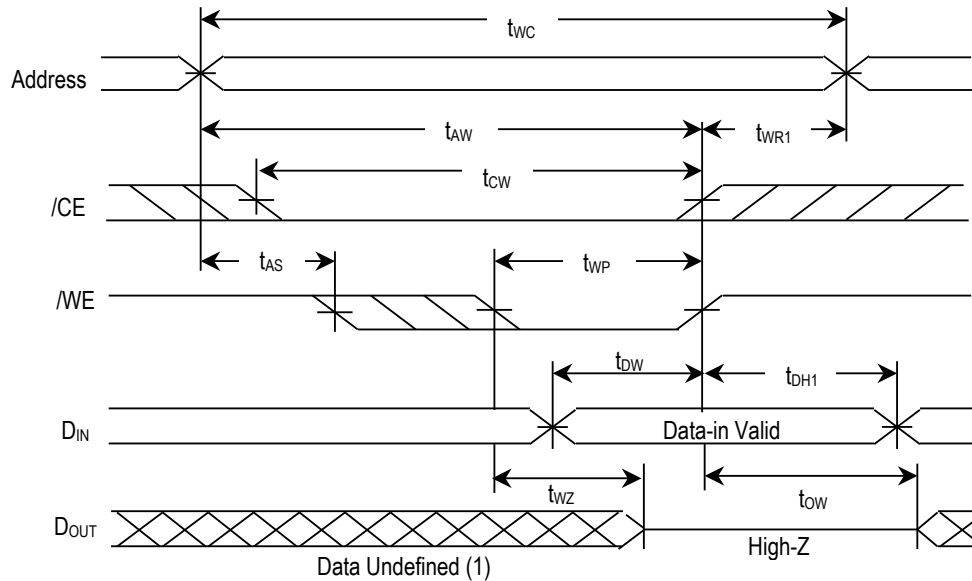 tWC
Address
tAW
tWR1
tCW
/CE
tAS
tWP
/WE
tDW
tDH1
DIN
Data-in Valid
tWZ
tOW
DOUT
High-Z
Data Undefined (1)